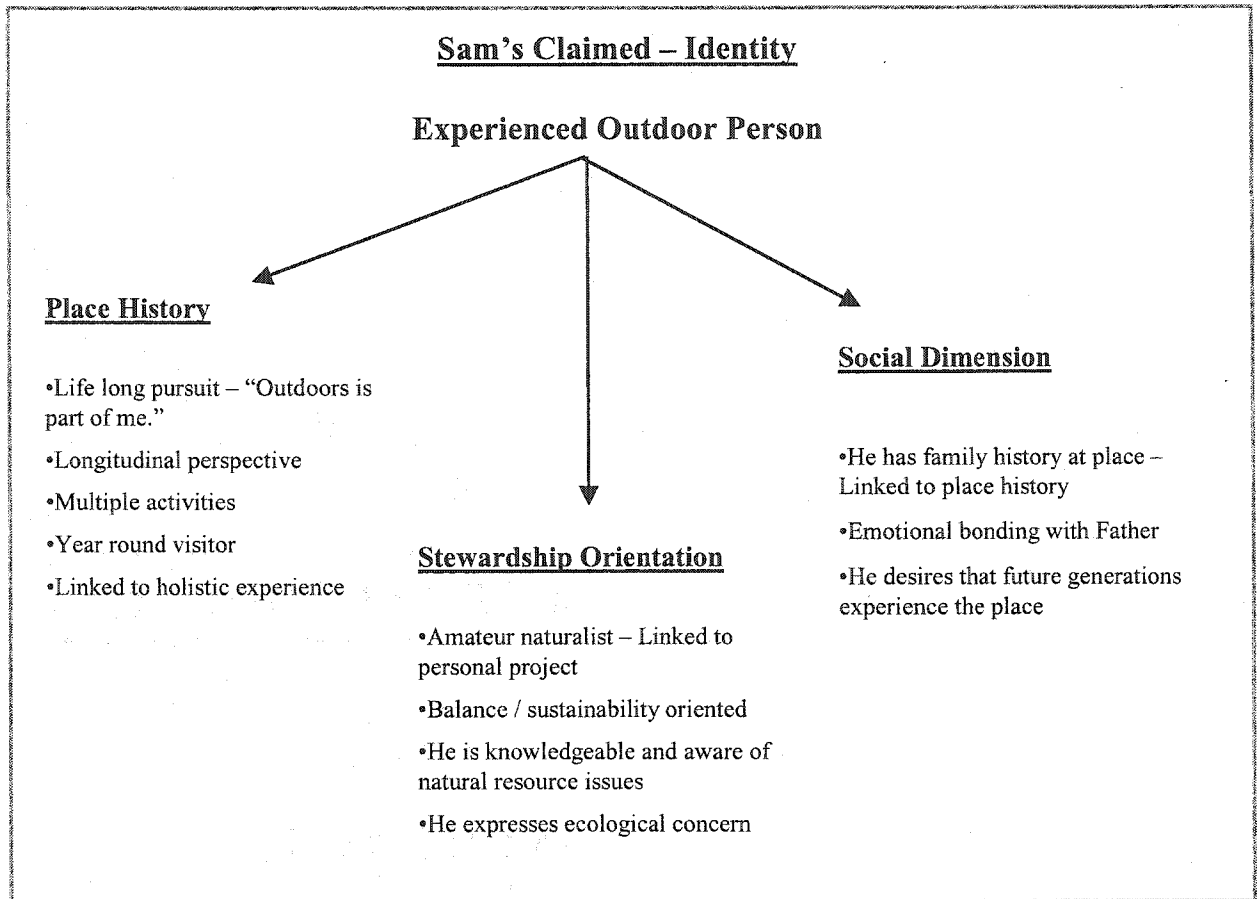 Sam's Claimed – Identity
Experienced Outdoor Person
Place History
•Life long pursuit – “Outdoors is
part of me.”
•Longitudinal perspective
•Multiple activities
•Year round visitor
•Linked to holistic experience
Stewardship Orientation
•Amateur naturalist – Linked to
personal project
•Balance / sustainability oriented
•He is knowledgeable and aware of
natural resource issues
•He expresses ecological concern
Social Dimension
•He has family history at place –
Linked to place history
•Emotional bonding with Father
•He desires that future generations
experience the place